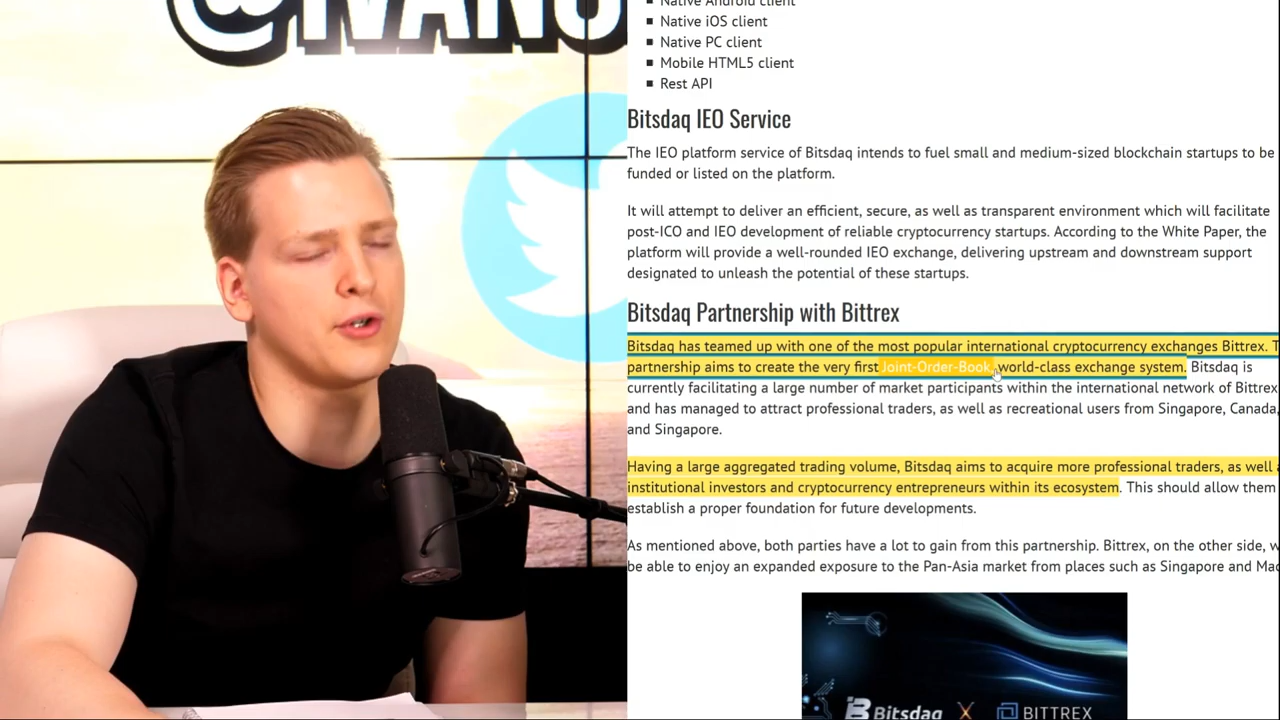 @IVANO
Native Android client
Native iOS client
Native PC client
Mobile HTML5 client
Rest API
Bitsdaq IEO Service
The IEO platform service of Bitsdaq intends to fuel small and medium-sized blockchain startups to be
funded or listed on the platform.
It will attempt to deliver an efficient, secure, as well as transparent environment which will facilitate
post-ICO and IEO development of reliable cryptocurrency startups. According to the White Paper, the
platform will provide a well-rounded IEO exchange, delivering upstream and downstream support
designated to unleash the potential of these startups.
Bitsdaq Partnership with Bittrex
Bitsdaq has teamed up with one of the most popular international cryptocurrency exchanges Bittrex. T
partnership aims to create the very first Joint-Order-Book, world-class exchange system. Bitsdaq is
currently facilitating a large number of market participants within the international network of Bittrex
and has managed to attract professional traders, as well as recreational users from Singapore, Canada
and Singapore.
Having a large aggregated trading volume, Bitsdaq aims to acquire more professional traders, as well a
institutional investors and cryptocurrency entrepreneurs within its ecosystem. This should allow them
establish a proper foundation for future developments.
As mentioned above, both parties have a lot to gain from this partnership. Bittrex, on the other side, w
be able to enjoy an expanded exposure to the Pan-Asia market from places such as Singapore and Mac
Bitsdaq X BITTREX